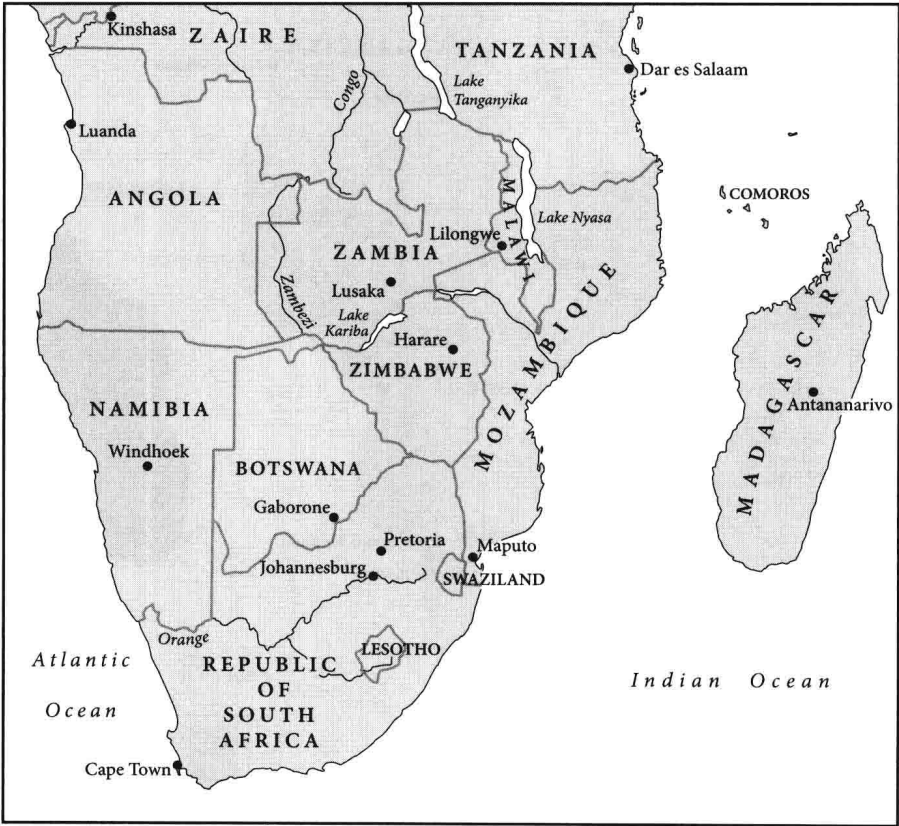 Kinshasa
ZAIRE
TANZANIA
Dar es Salaam
Lake
Tanganyika
Congo
Luanda
ANGOLA
COMOROS
MALAWI
Lake Nyasa
Lilongwe
ZAMBIA
Lusaka
Zambezi
Lake
Kariba
Harare
ZIMBABWE
MOZAMBIQUE
MADAGASCAR
Antananarivo
NAMIBIA
Windhoek
BOTSWANA
Gaborone
Pretoria
Johannesburg
Maputo
SWAZILAND
Orange
LESOTHO
Atlantic
Ocean
REPUBLIC
OF
SOUTH
AFRICA
Indian Ocean
Cape Town